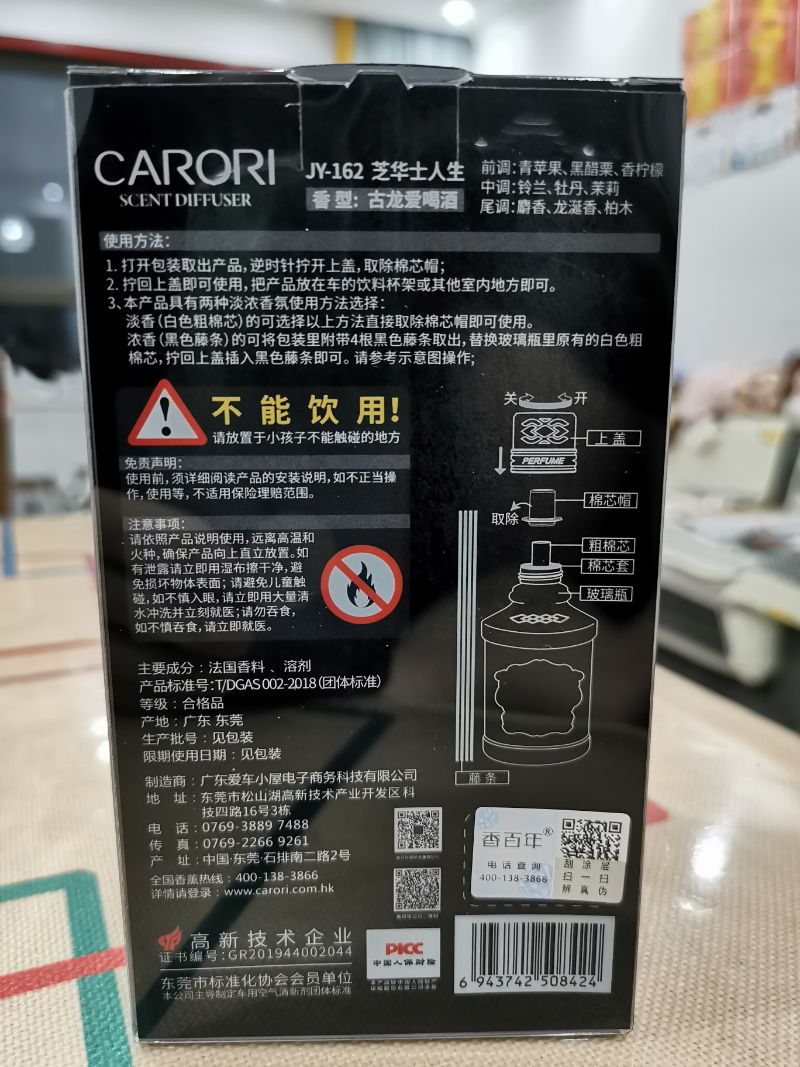 CARORI
SCENT DIFFUSER
JY-162 芝华士人生
香型: 古龙爱喝酒
前调:青苹果、黑醋栗、香柠檬
中调:铃兰、牡丹、茉莉
尾调:麝香、龙涎香、柏木
使用方法:
1. 打开包装取出产品,逆时针拧开上盖,取除棉芯帽;
2. 拧回上盖即可使用,把产品放在车的饮料杯架或其他室内地方即可。
3、本产品具有两种淡浓香氛使用方法选择:
淡香(白色粗棉芯)的可选择以上方法直接取除棉芯帽即可使用。
浓香(黑色藤条)的可将包装里附带4根黑色藤条取出,替换玻璃瓶里原有的白色粗
棉芯,拧回上盖插入黑色藤条即可。请参考示意图操作;
不能饮用!
请放置于小孩子不能触碰的地方
免责声明:
使用前,须详细阅读产品的安装说明,如不正当操
作,使用等,不适用保险理赔范围。
注意事项:
请依照产品说明使用,远离高温和
火种,确保产品向上直立放置。如
有泄露请立即用湿布擦干净,避
免损坏物体表面;请避免儿童触
碰,如不慎入眼,请立即用大量清
水冲洗并立刻就医;请勿吞食,
如不慎吞食,请立即就医。
关 开
上盖
PERFUME
棉芯帽
取除
粗棉芯
棉芯套
玻璃瓶
藤条
主要成分:法国香料、溶剂
产品标准号:T/DGAS 002-2018(团体标准)
等级:合格品
产地:广东 东莞
生产批号:见包装
限期使用日期:见包装
制造商:广东爱车小屋电子商务科技有限公司
地 址:东莞市松山湖高新技术产业开发区科
技四路16号3栋
电 话:0769-3889 7488
传 真:0769-2266 9261
产 址:中国·东莞·石排南二路2号
全国香薰热线:400-138-3866
详情请登录:www.carori.com.hk
香百年®
电话查询
400-138-3866
刮涂层
扫一扫
辨真伪
高新技术企业
证书编号:GR201944002044
东莞市标准化协会会员单位
本公司主导制定车用空气清新剂团体标准
PICC
中国人保财险
6 943742 508424